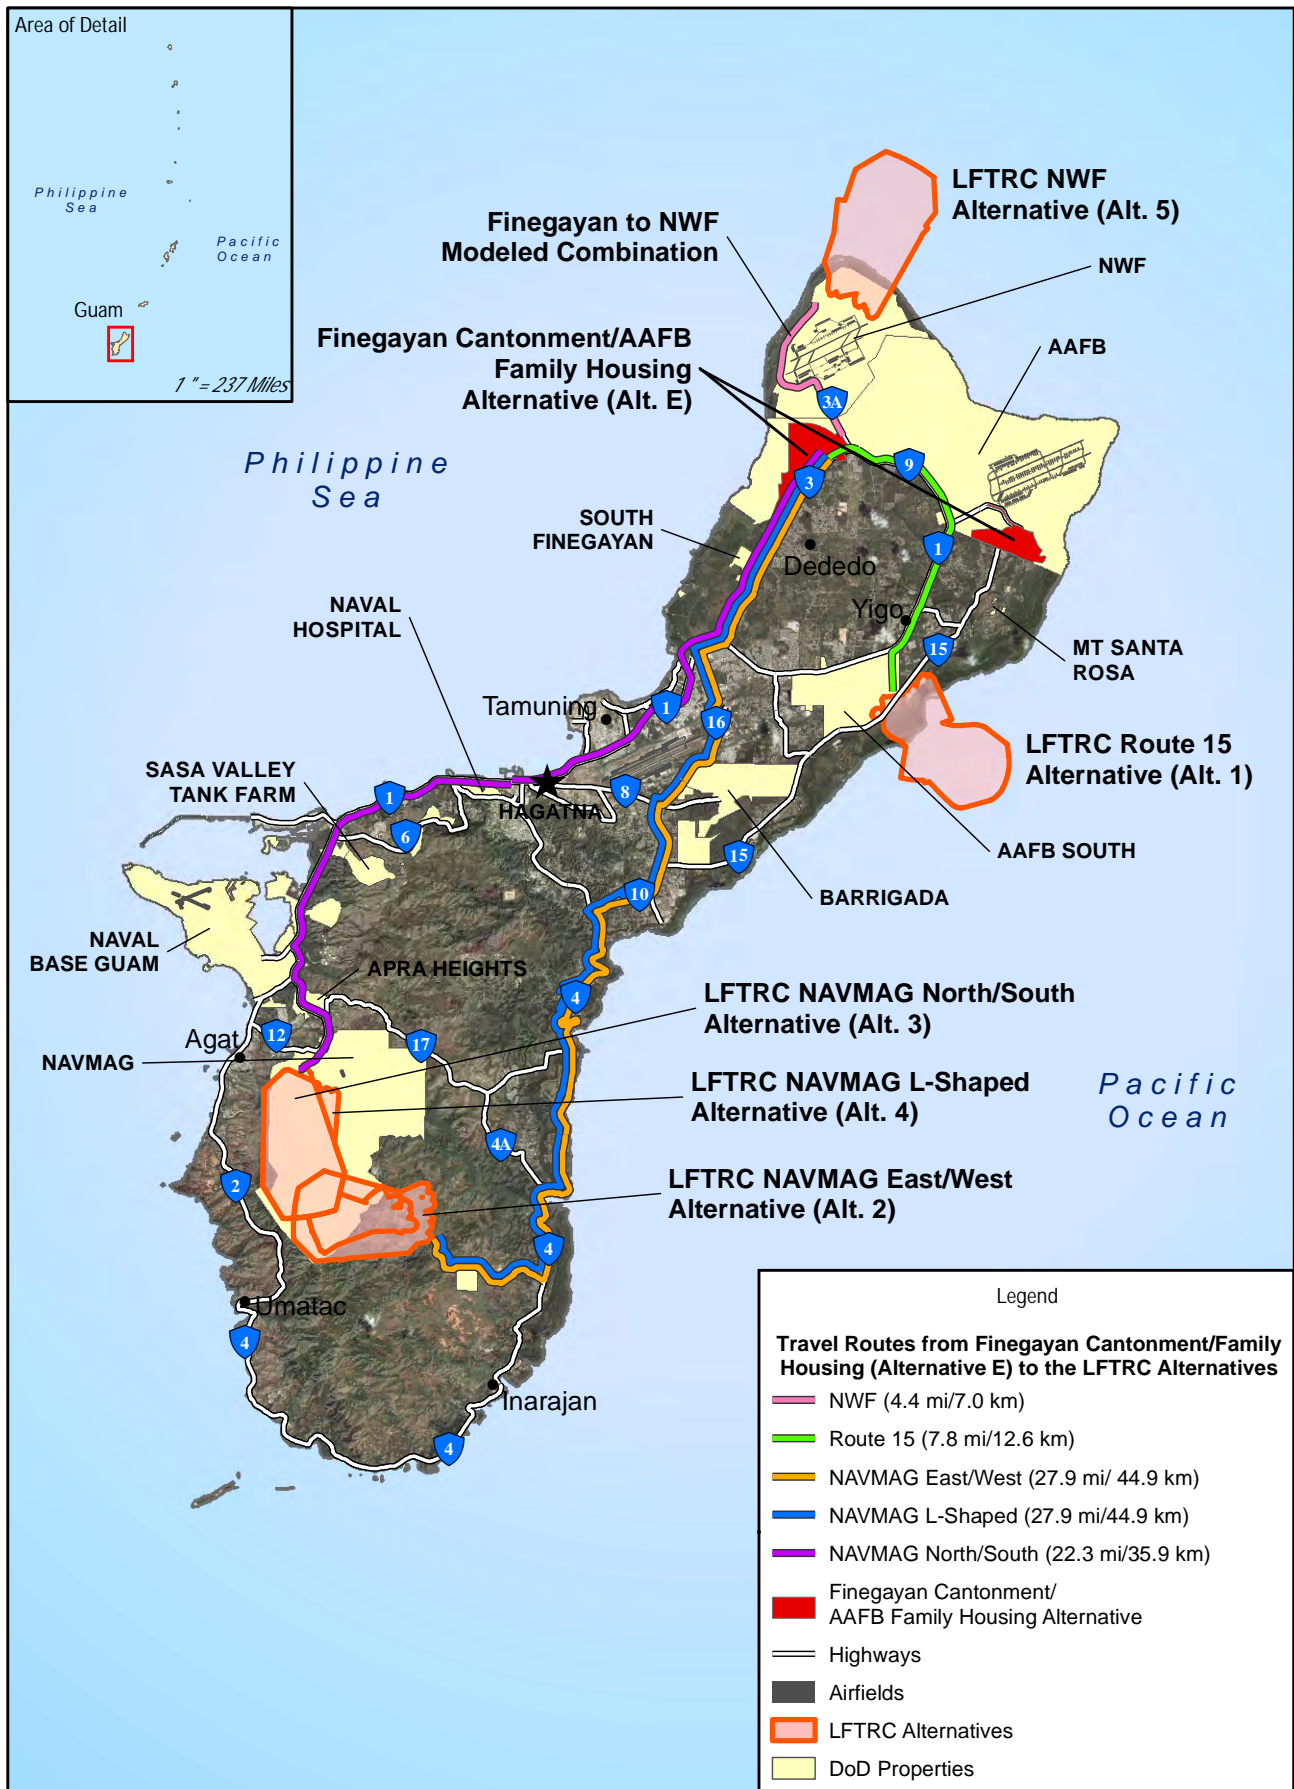 Area of Detail
Philippine
Sea
Pacific
Ocean
Guam
1 " = 237 Miles
LFTRC NWF
Alternative (Alt. 5)
Finegayan to NWF
Modeled Combination
NWF
Finegayan Cantonment/AAFB
Family Housing
Alternative (Alt. E)
AAFB
3A
Philippine
Sea
9
3
SOUTH
FINEGAYAN
Dededo
1
NAVAL
HOSPITAL
Yigo
15
MT SANTA
ROSA
Tamuning
1
16
LFTRC Route 15
Alternative (Alt. 1)
SASA VALLEY
TANK FARM
1
8
HAGATNA
6
15
AAFB SOUTH
10
BARRIGADA
NAVAL
BASE GUAM
APRA HEIGHTS
4
LFTRC NAVMAG North/South
Alternative (Alt. 3)
Agat
12
17
NAVMAG
LFTRC NAVMAG L-Shaped
Alternative (Alt. 4)
Pacific
Ocean
4A
2
LFTRC NAVMAG East/West
Alternative (Alt. 2)
4
Umatac
4
Inarajan
4
Legend
Travel Routes from Finegayan Cantonment/Family
Housing (Alternative E) to the LFTRC Alternatives
NWF (4.4 mi/7.0 km)
Route 15 (7.8 mi/12.6 km)
NAVMAG East/West (27.9 mi/ 44.9 km)
NAVMAG L-Shaped (27.9 mi/44.9 km)
NAVMAG North/South (22.3 mi/35.9 km)
Finegayan Cantonment/
AAFB Family Housing Alternative
Highways
Airfields
LFTRC Alternatives
DoD Properties